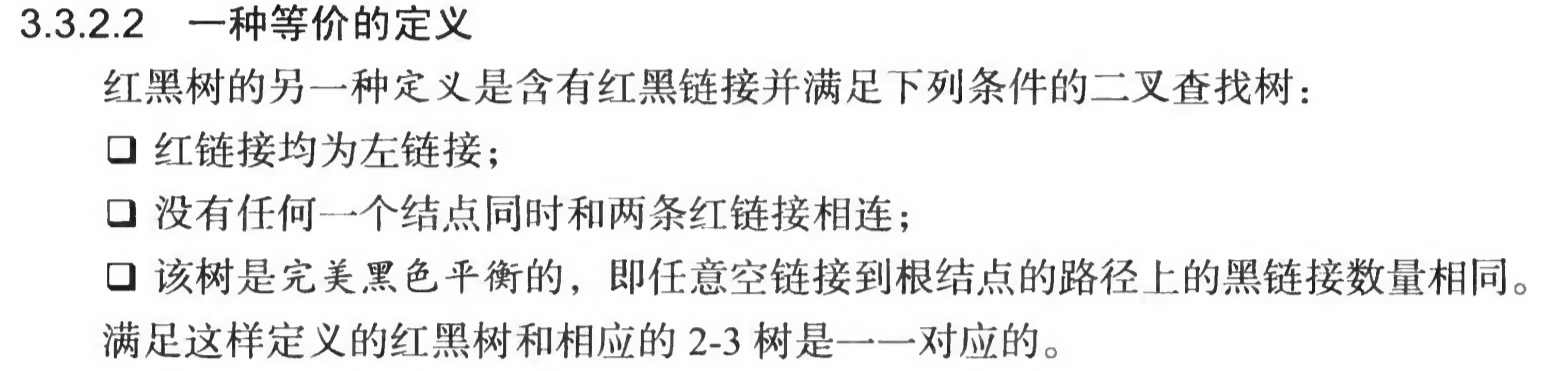 3.3.2.2 一种等价的定义
红黑树的另一种定义是含有红黑链接并满足下列条件的二叉查找树：
❑ 红链接均为左链接；
❑ 没有任何一个结点同时和两条红链接相连；
❑ 该树是完美黑色平衡的，即任意空链接到根结点的路径上的黑链接数量相同。
满足这样定义的红黑树和相应的 2-3 树是一一对应的。